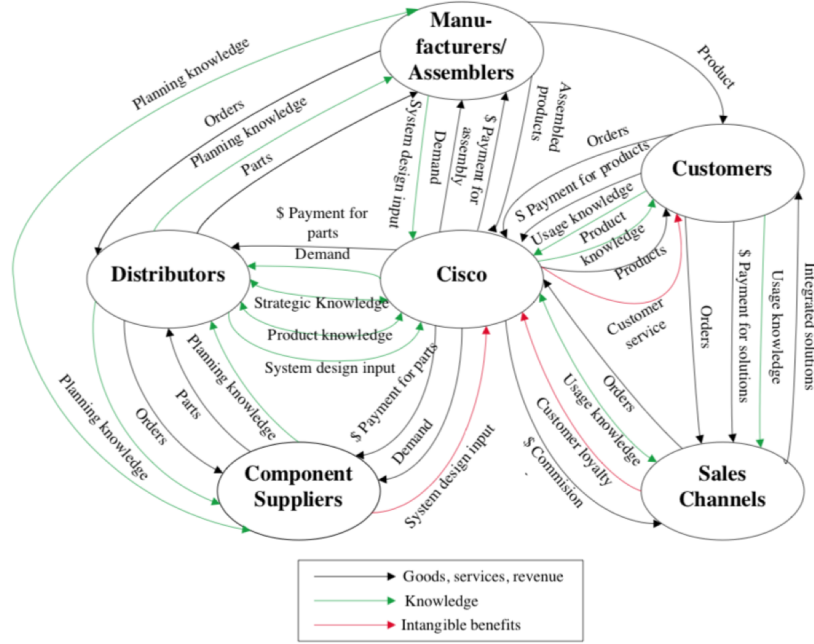 Manu-
facturers/
Assemblers
Planning knowledge
Orders
Planning knowledge
Parts
System design input
Demand
$ Payment for
assembly
Assembled
products
Product
Orders
$ Payment for products
Usage knowledge
Product
knowledge
Products
Customer
service
Customers
$ Payment for
parts
Demand
Distributors
Cisco
Strategic Knowledge
Product knowledge
System design input
Planning knowledge
Orders
Parts
Planning knowledge
$ Payment for parts
Demand
System design input
Orders
Usage knowledge
Customer loyalty
$ Commision
Orders
$ Payment for solutions
Usage knowledge
Integrated solutions
Component
Suppliers
Sales
Channels
Goods, services, revenue
Knowledge
Intangible benefits